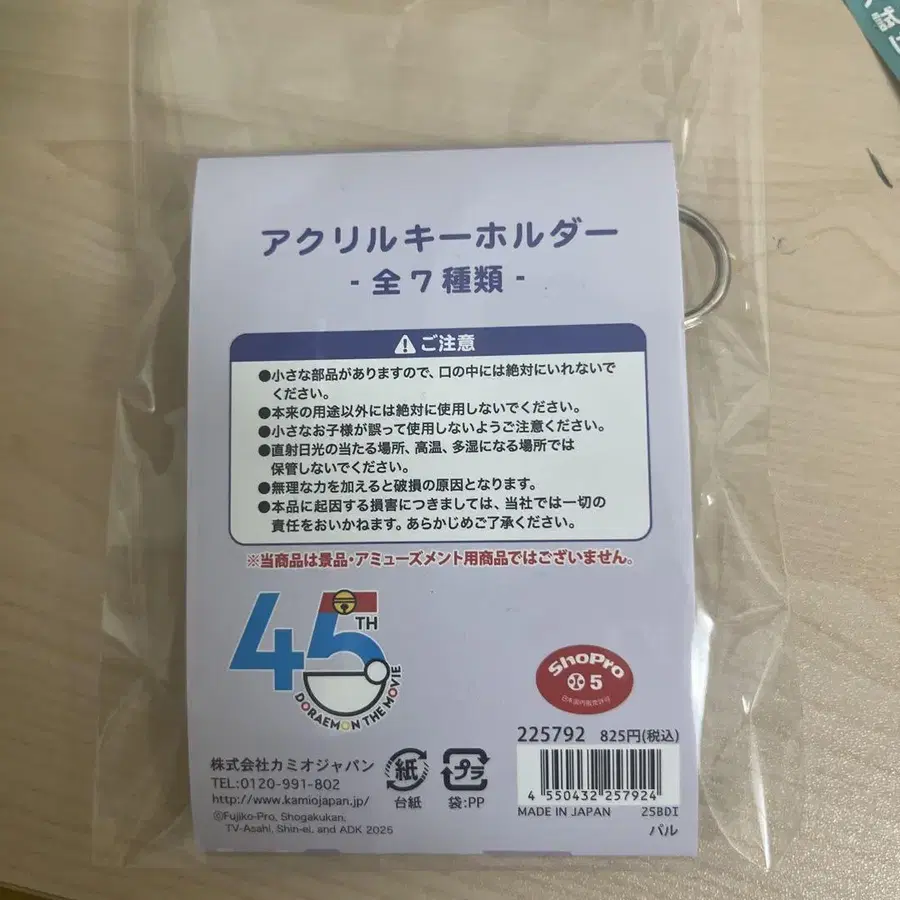 アクリルキーホルダー
- 全7種類 -
ご注意
●小さな部品がありますので、口の中には絶対にいれないで
ください。
●本来の用途以外には絶対に使用しないでください。
●小さなお子様が誤って使用しないようご注意ください。
●直射日光の当たる場所、高温、多湿になる場所では
保管しないでください。
●無理な力を加えると破損の原因となります。
●本品に起因する損害につきましては、当社では一切の
責任をおいかねます。あらかじめご了承ください。
※当商品は景品・アミューズメント用商品ではございません。
45TH
DORAEMON THE MOVIE
ShoPro
5
日本国内販売許可
225792 825円(税込)
株式会社カミオジャパン
TEL:0120-991-802
http://www.kamiojapan.jp/
紙
台紙
プラ
袋:PP
4 550432 257924
MADE IN JAPAN 25BDI
バル
©Fujiko-Pro, Shogakukan,
TV-Asahi, Shin-ei, and ADK 2025